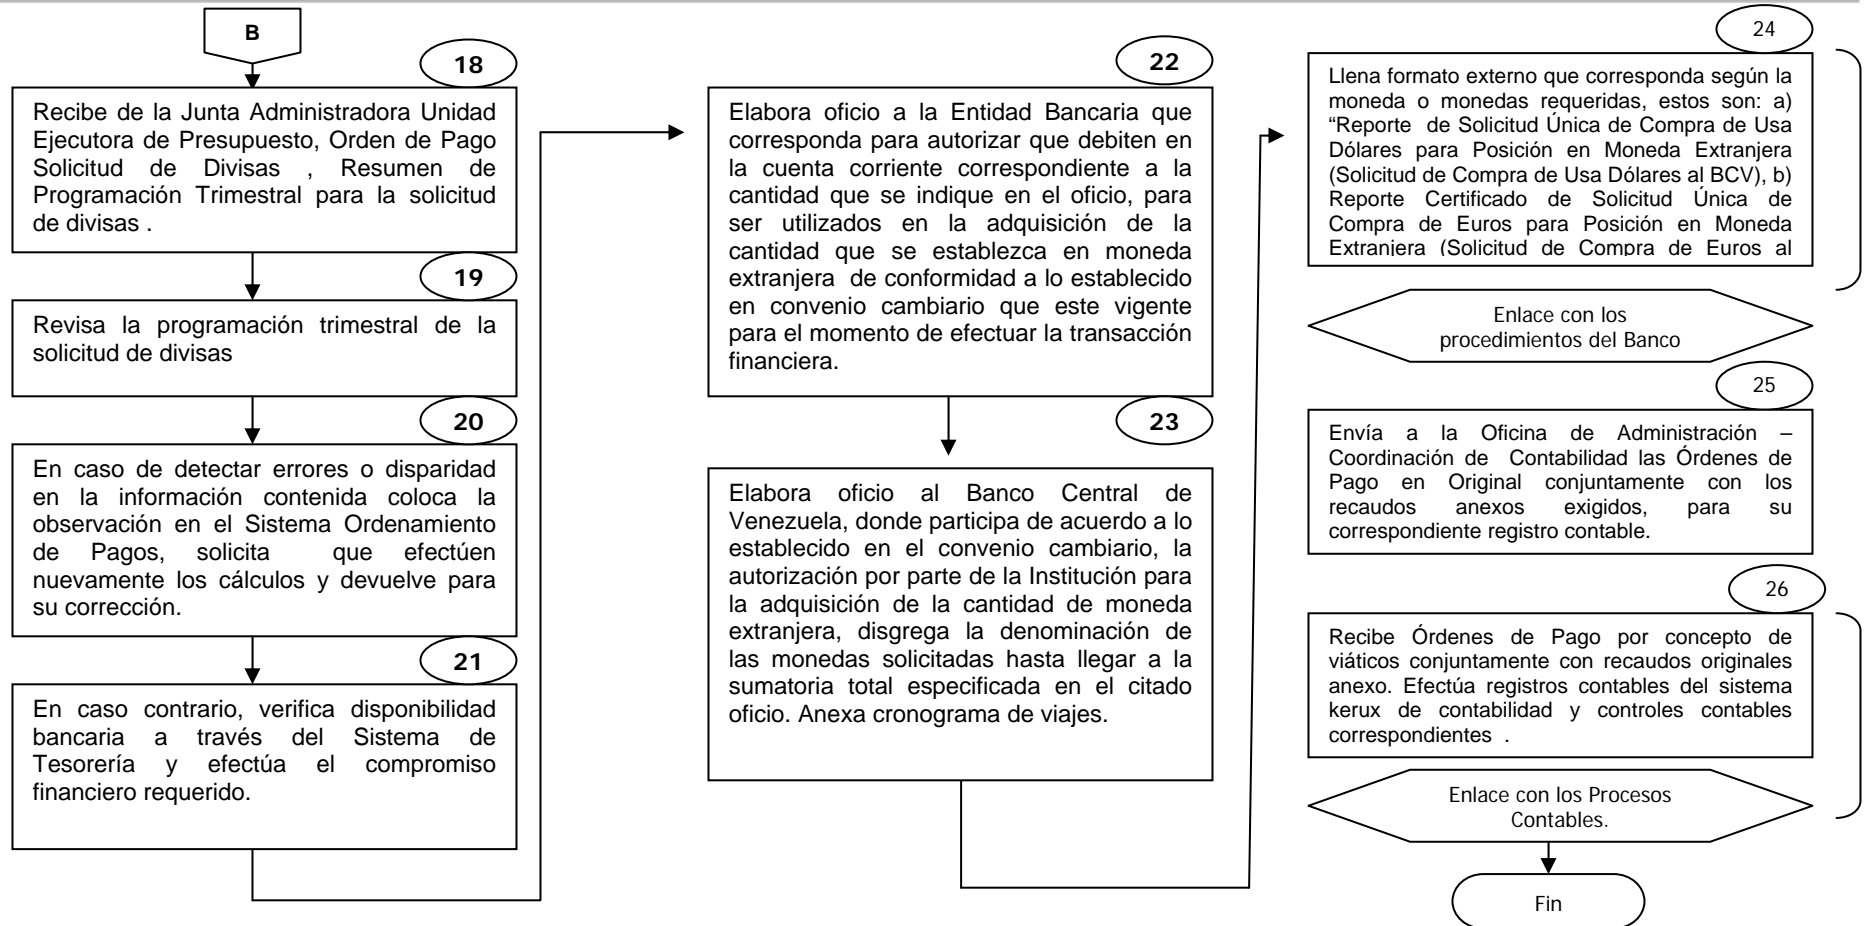 B
18
Recibe de la Junta Administradora Unidad
Ejecutora de Presupuesto, Orden de Pago
Solicitud de Divisas , Resumen de
Programación Trimestral para la solicitud
de divisas .
19
Revisa la programación trimestral de la
solicitud de divisas
20
En caso de detectar errores o disparidad
en la información contenida coloca la
observación en el Sistema Ordenamiento
de Pagos, solicita que efectúen
nuevamente los cálculos y devuelve para
su corrección.
21
En caso contrario, verifica disponibilidad
bancaria a través del Sistema de
Tesorería y efectúa el compromiso
financiero requerido.
22
Elabora oficio a la Entidad Bancaria que
corresponda para autorizar que debiten en
la cuenta corriente correspondiente a la
cantidad que se indique en el oficio, para
ser utilizados en la adquisición de la
cantidad que se establezca en moneda
extranjera de conformidad a lo establecido
en convenio cambiario que este vigente
para el momento de efectuar la transacción
financiera.
23
Elabora oficio al Banco Central de
Venezuela, donde participa de acuerdo a lo
establecido en el convenio cambiario, la
autorización por parte de la Institución para
la adquisición de la cantidad de moneda
extranjera, disgrega la denominación de
las monedas solicitadas hasta llegar a la
sumatoria total especificada en el citado
oficio. Anexa cronograma de viajes.
24
Llena formato externo que corresponda según la
moneda o monedas requeridas, estos son: a)
“Reporte de Solicitud Única de Compra de Usa
Dólares para Posición en Moneda Extranjera
(Solicitud de Compra de Usa Dólares al BCV), b)
Reporte Certificado de Solicitud Única de
Compra de Euros para Posición en Moneda
Extranjera (Solicitud de Compra de Euros al
Enlace con los
procedimientos del Banco
25
Envía a la Oficina de Administración –
Coordinación de Contabilidad las Órdenes de
Pago en Original conjuntamente con los
recaudos anexos exigidos, para su
correspondiente registro contable.
26
Recibe Órdenes de Pago por concepto de
viáticos conjuntamente con recaudos originales
anexo. Efectúa registros contables del sistema
kerux de contabilidad y controles contables
correspondientes .
Enlace con los Procesos
Contables.
Fin